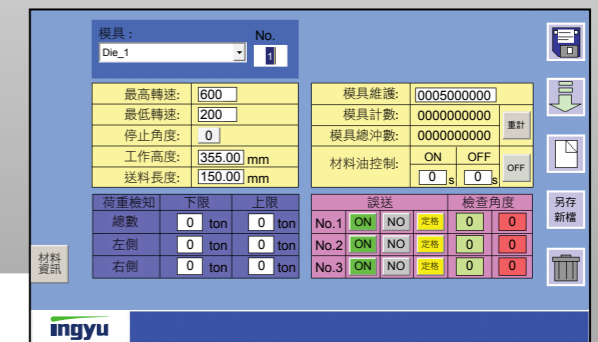 模具：
No.
Die_1
1
最高轉速: 600
最低轉速: 200
停止角度: 0
工作高度: 355.00 mm
送料長度: 150.00 mm
模具維護: 0005000000
模具計數: 0000000000
模具總沖數: 0000000000
重計
材料油控制: ON OFF
0 s 0 s
OFF
荷重檢知 下限 上限
總數 0 ton 0 ton
左側 0 ton 0 ton
右側 0 ton 0 ton
誤送 檢查角度
No.1 ON NO 定格 0 0
No.2 ON NO 定格 0 0
No.3 ON NO 定格 0 0
另存
新檔
材料
資訊
ingyu